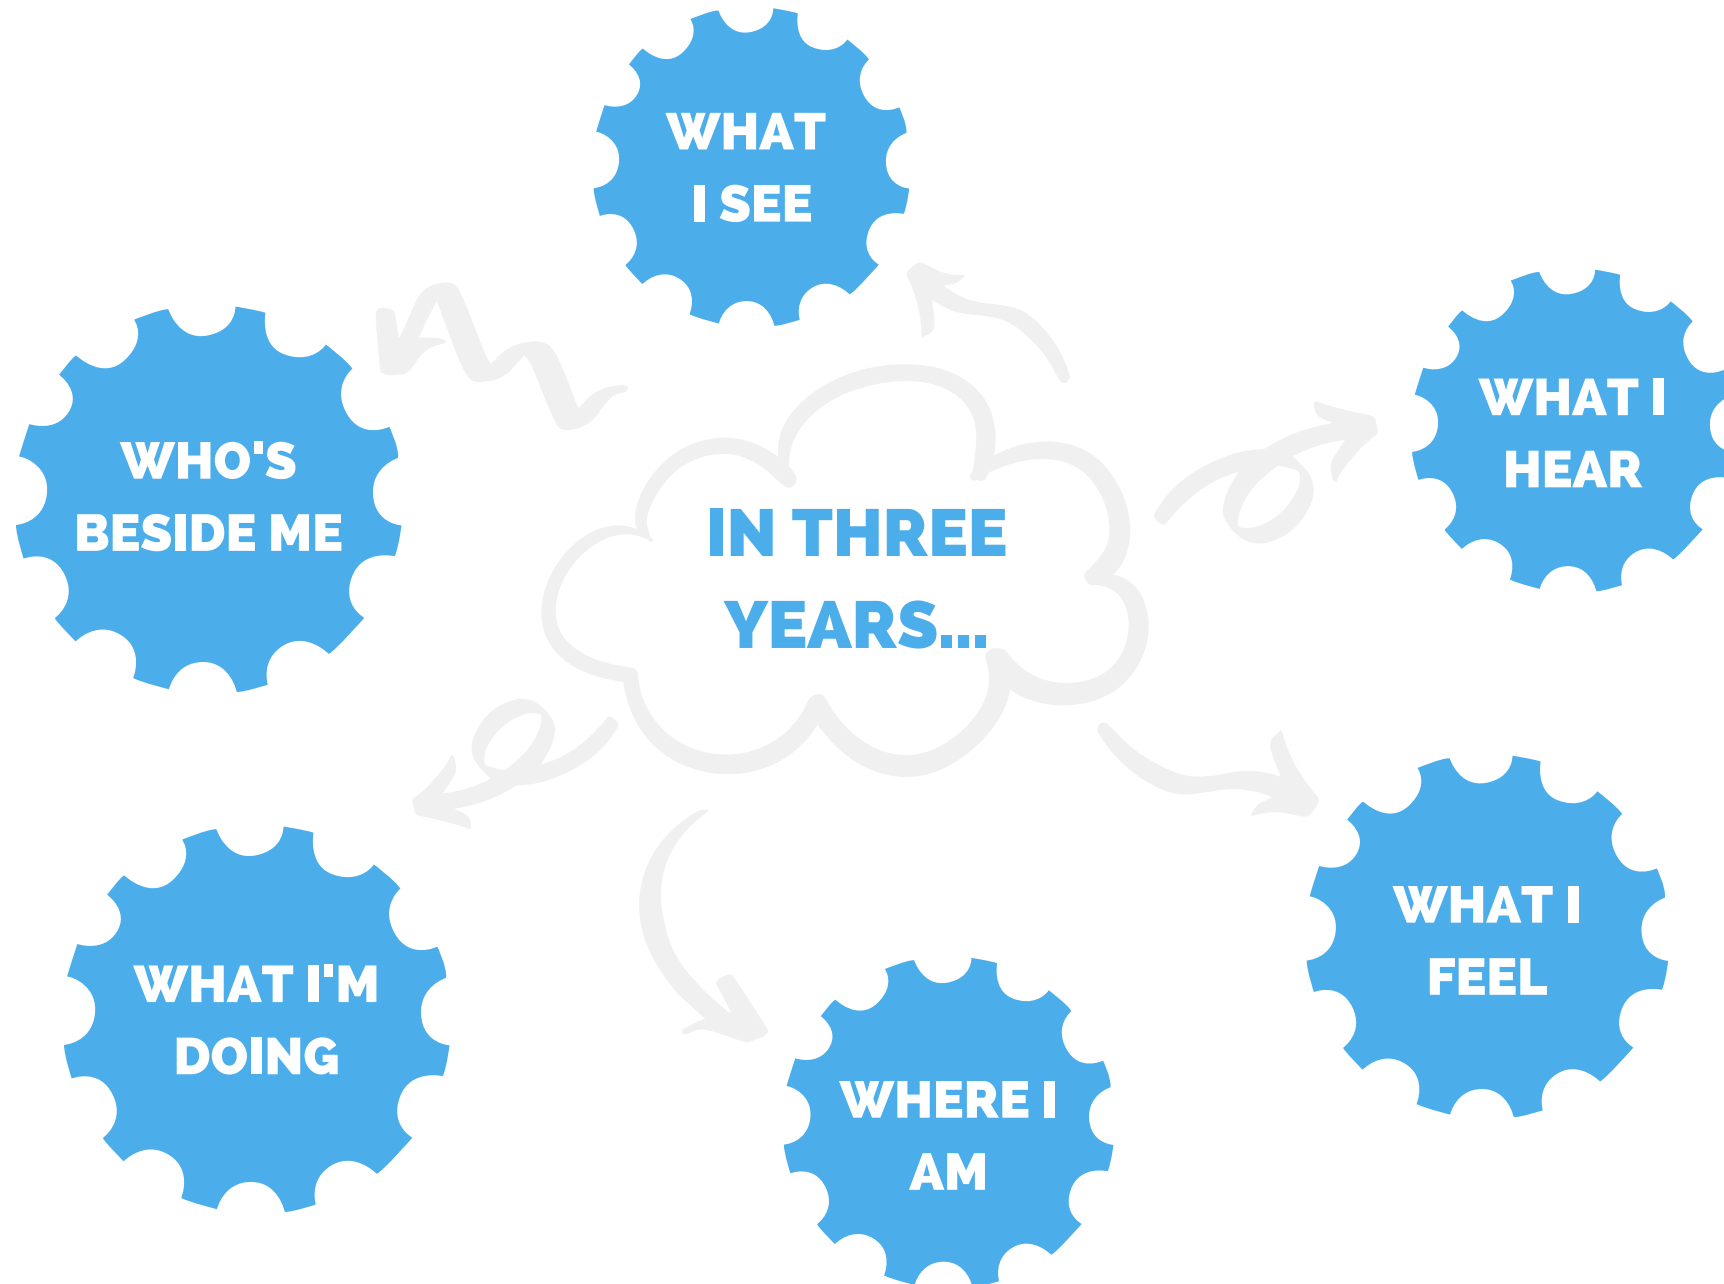 WHAT
I SEE
WHAT I
HEAR
WHO'S
BESIDE ME
IN THREE
YEARS...
WHAT I
FEEL
WHAT I'M
DOING
WHERE I
AM